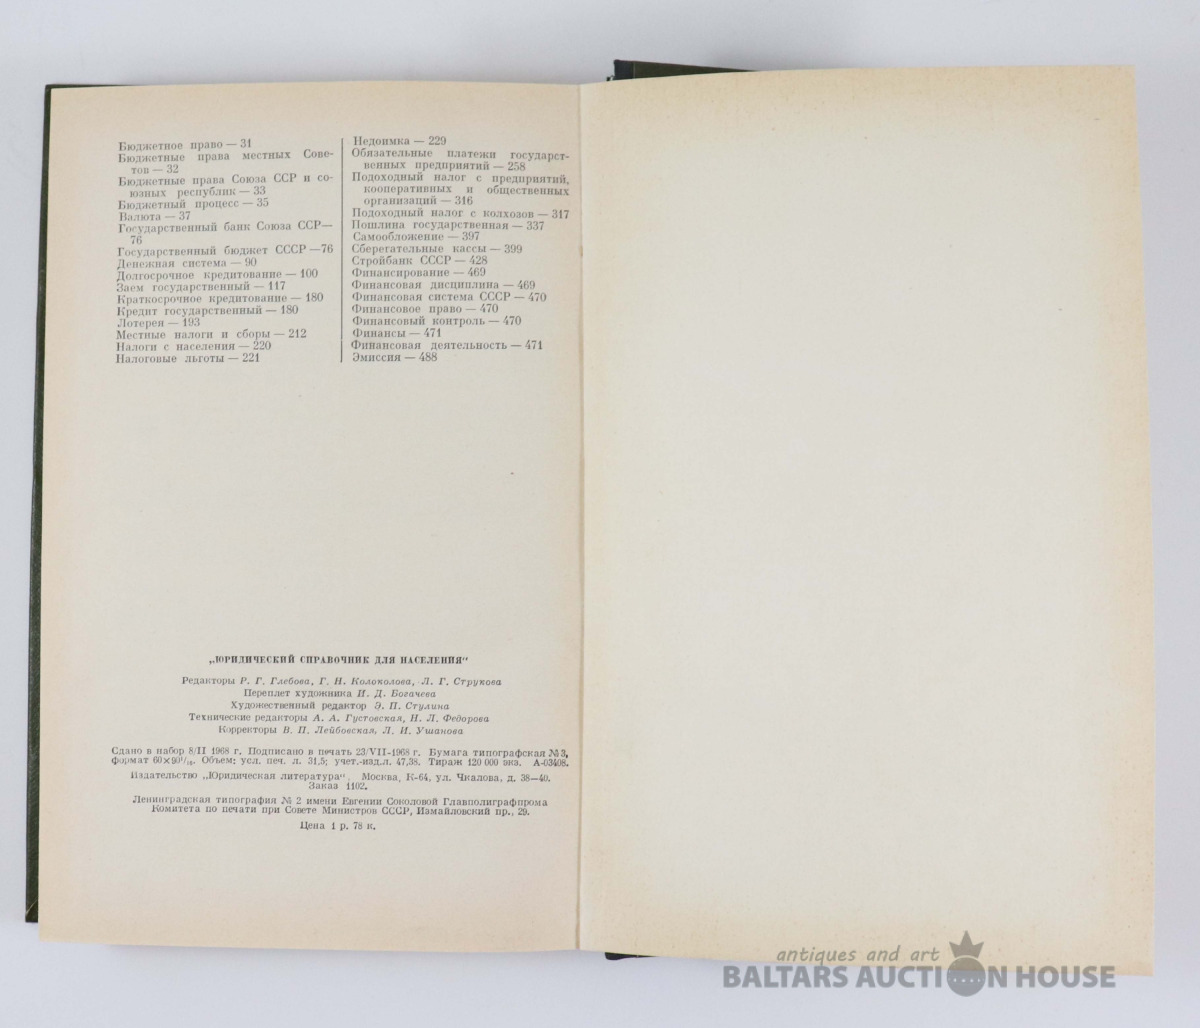 Бюджетное право — 31
Бюджетные права местных Сове-
тов — 32
Бюджетные права Союза ССР и со-
юзных республик — 33
Бюджетный процесс — 35
Валюта — 37
Государственный банк Союза ССР—
76
Государственный бюджет СССР —76
Денежная система — 90
Долгосрочное кредитование — 100
Заем государственный — 117
Краткосрочное кредитование — 180
Кредит государственный — 180
Лотерея — 193
Местные налоги и сборы — 212
Налоги с населения — 220
Налоговые льготы — 221
Недоимка — 229
Обязательные платежи государст-
венных предприятий — 258
Подоходный налог с предприятий,
кооперативных и общественных
организаций — 316
Подоходный налог с колхозов — 317
Пошлина государственная — 337
Самообложение — 397
Сберегательные кассы — 399
Стройбанк СССР — 428
Финансирование — 469
Финансовая дисциплина — 469
Финансовая система СССР — 470
Финансовое право — 470
Финансовый контроль — 470
Финансы — 471
Финансовая деятельность — 471
Эмиссия — 488
„ЮРИДИЧЕСКИЙ СПРАВОЧНИК ДЛЯ НАСЕЛЕНИЯ“
Редакторы Р. Г. Глебова, Г. Н. Колоколова, Л. Г. Струкова
Переплет художника И. Д. Богачева
Художественный редактор Э. П. Стулина
Технические редакторы А. А. Густовская, Н. Л. Федорова
Корректоры В. П. Лейбовская, Л. И. Ушанова
Сдано в набор 8/II 1968 г. Подписано в печать 23/VII-1968 г. Бумага типографская № 3,
формат 60×90¹/₁₆. Объем: усл. печ. л. 31,5; учет.-изд.л. 47,38. Тираж 120 000 экз. А-03408.
Издательство „Юридическая литература“. Москва, К-64, ул. Чкалова, д. 38—40.
Заказ 1102.
Ленинградская типография № 2 имени Евгении Соколовой Главполиграфпрома
Комитета по печати при Совете Министров СССР, Измайловский пр., 29.
Цена 1 р. 78 к.
antiques and art
BALTARS AUCTION HOUSE